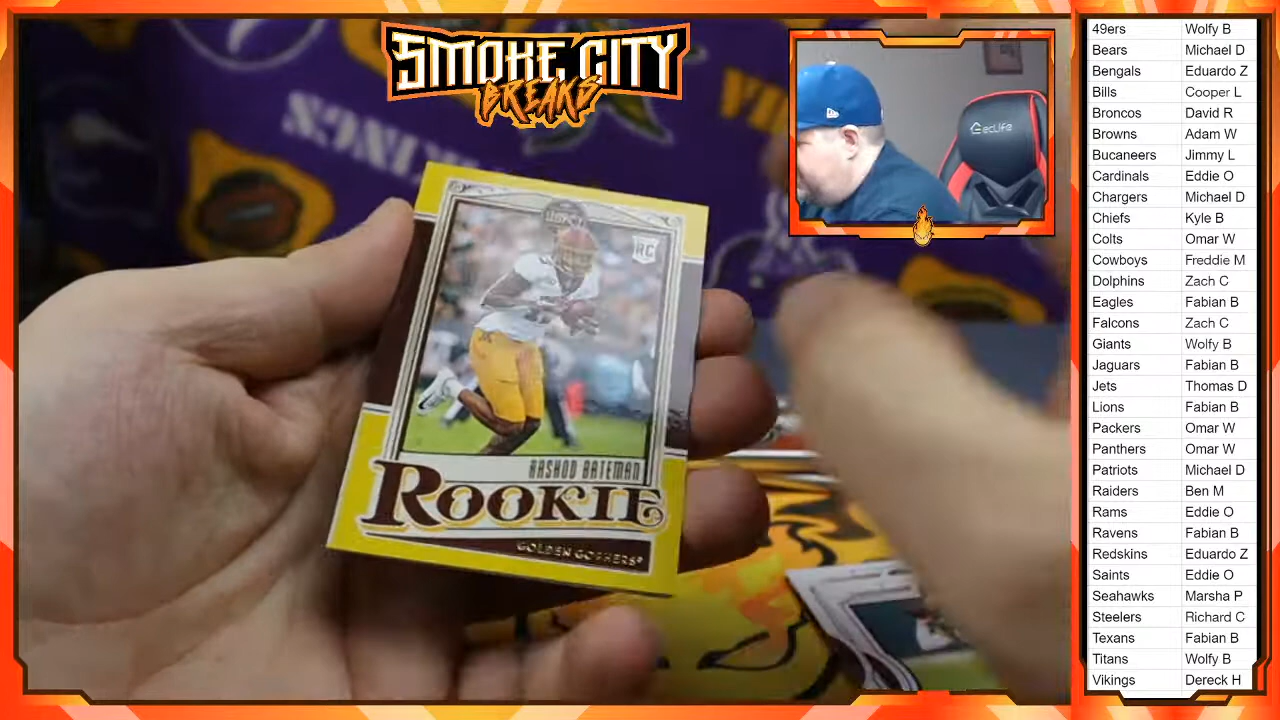 SMOKE CITY
BREAKS
RC
RASHOD BATEMAN
ROOKIE
GOLDEN GOPHERS
GecLife
49ers Wolfy B
Bears Michael D
Bengals Eduardo Z
Bills Cooper L
Broncos David R
Browns Adam W
Bucaneers Jimmy L
Cardinals Eddie O
Chargers Michael D
Chiefs Kyle B
Colts Omar W
Cowboys Freddie M
Dolphins Zach C
Eagles Fabian B
Falcons Zach C
Giants Wolfy B
Jaguars Fabian B
Jets Thomas D
Lions Fabian B
Packers Omar W
Panthers Omar W
Patriots Michael D
Raiders Ben M
Rams Eddie O
Ravens Fabian B
Redskins Eduardo Z
Saints Eddie O
Seahawks Marsha P
Steelers Richard C
Texans Fabian B
Titans Wolfy B
Vikings Dereck H